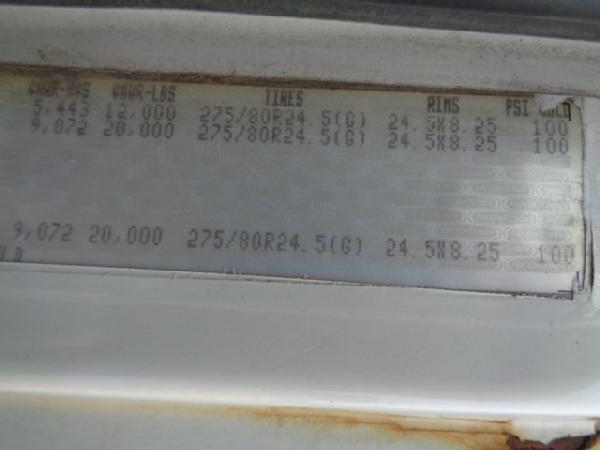 GAWR-KGS GAWR-LBS TIRES RIMS PSI COLD
5,443 12,000 275/80R24.5(G) 24.5X8.25 100
9,072 20,000 275/80R24.5(G) 24.5X8.25 100
9,072 20,000 275/80R24.5(G) 24.5X8.25 100